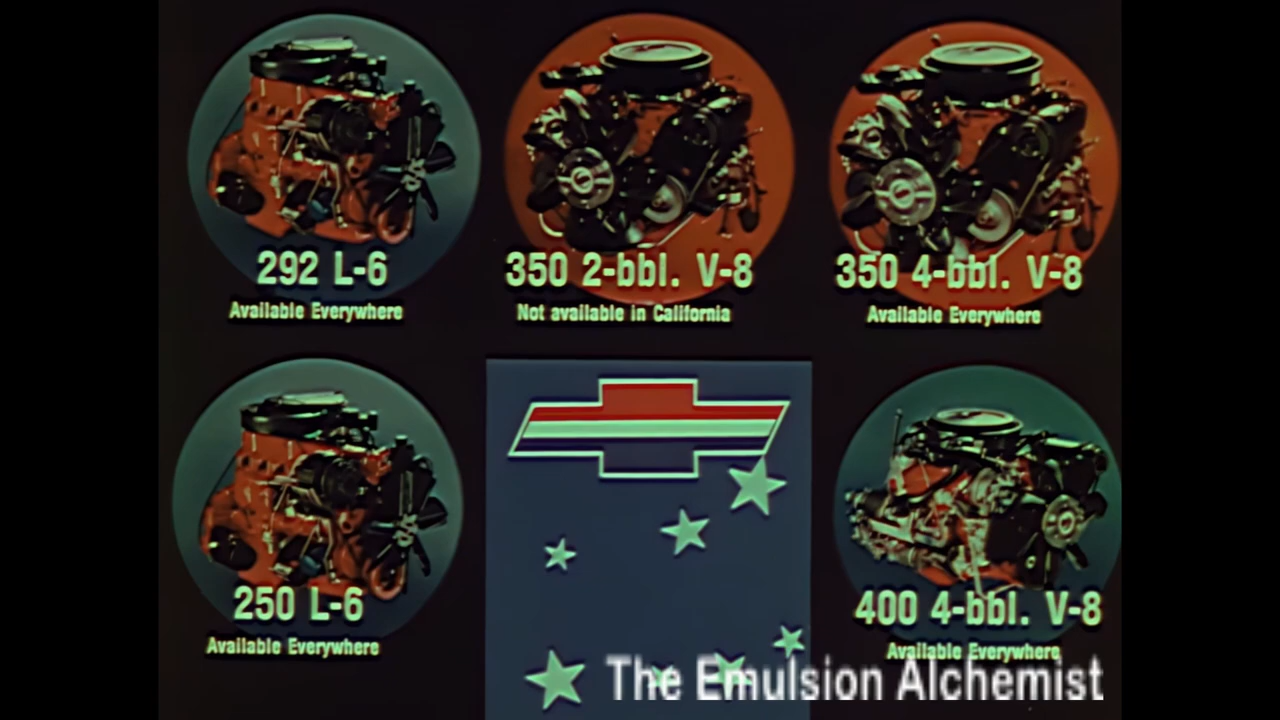 292 L-6
Available Everywhere
350 2-bbl. V-8
Not available in California
350 4-bbl. V-8
Available Everywhere
250 L-6
Available Everywhere
400 4-bbl. V-8
Available Everywhere
The Emulsion Alchemist